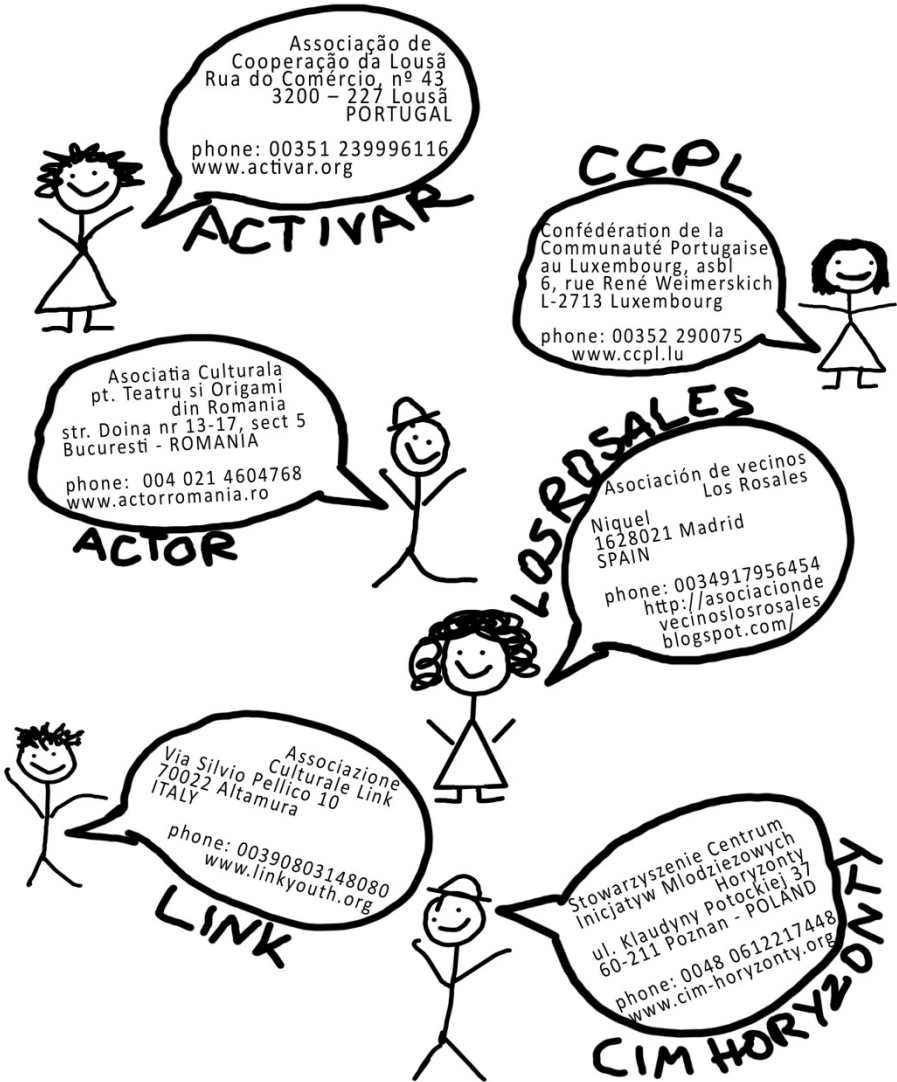 Associação de
Cooperação da Lousã
Rua do Comércio, nº 43
3200 – 227 Lousã
PORTUGAL
phone: 00351 239996116
www.activar.org
ACTIVAR
CCPL
Confédération de la
Communauté Portugaise
au Luxembourg, asbl
6, rue René Weimerskich
L-2713 Luxembourg
phone: 00352 290075
www.ccpl.lu
Asociatia Culturala
pt. Teatru si Origami
din Romania
str. Doina nr 13-17, sect 5
Bucuresti - ROMANIA
phone: 004 021 4604768
www.actorromania.ro
ACTOR
LOSROSALES
Asociación de vecinos
Los Rosales
Niquel
1628021 Madrid
SPAIN
phone: 0034917956454
http://asociacionde
vecinoslosrosales
blogspot.com/
Associazione
Culturale Link
Via Silvio Pellico 10
70022 Altamura
ITALY
phone: 00390803148080
www.linkyouth.org
LINK
Stowarzyszenie Centrum
Inicjatyw Mlodziezowych
Horyzonty
ul. Klaudyny Potockiej 37
60-211 Poznan - POLAND
phone: 0048 0612217448
www.cim-horyzonty.org
CIM HORYZONTY